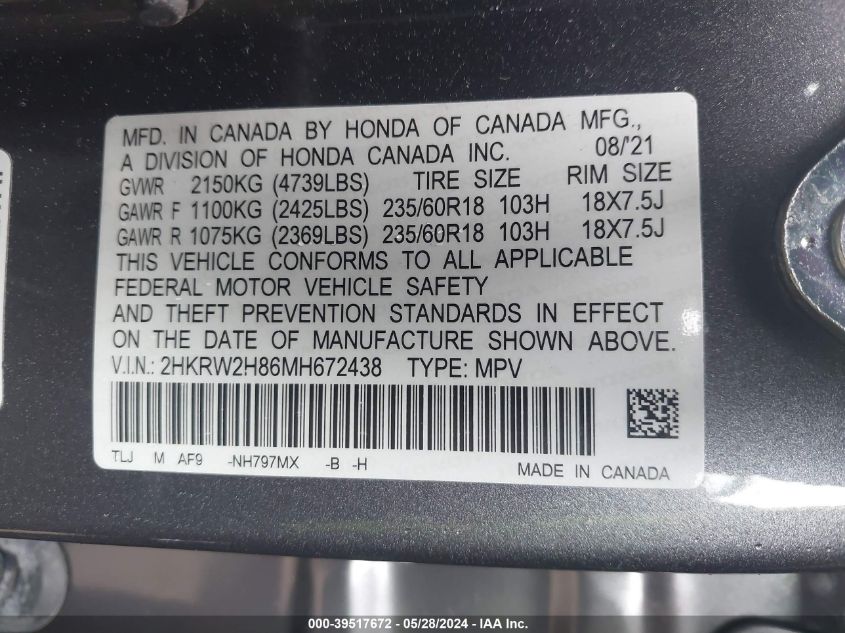 MFD. IN CANADA BY HONDA OF CANADA MFG.,
A DIVISION OF HONDA CANADA INC. 08/'21
GVWR 2150KG (4739LBS) TIRE SIZE RIM SIZE
GAWR F 1100KG (2425LBS) 235/60R18 103H 18X7.5J
GAWR R 1075KG (2369LBS) 235/60R18 103H 18X7.5J
THIS VEHICLE CONFORMS TO ALL APPLICABLE
FEDERAL MOTOR VEHICLE SAFETY
AND THEFT PREVENTION STANDARDS IN EFFECT
ON THE DATE OF MANUFACTURE SHOWN ABOVE.
V.I.N.: 2HKRW2H86MH672438 TYPE: MPV
TLJ M AF9 -NH797MX -B -H MADE IN CANADA
000-39517672 - 05/28/2024 - IAA Inc.